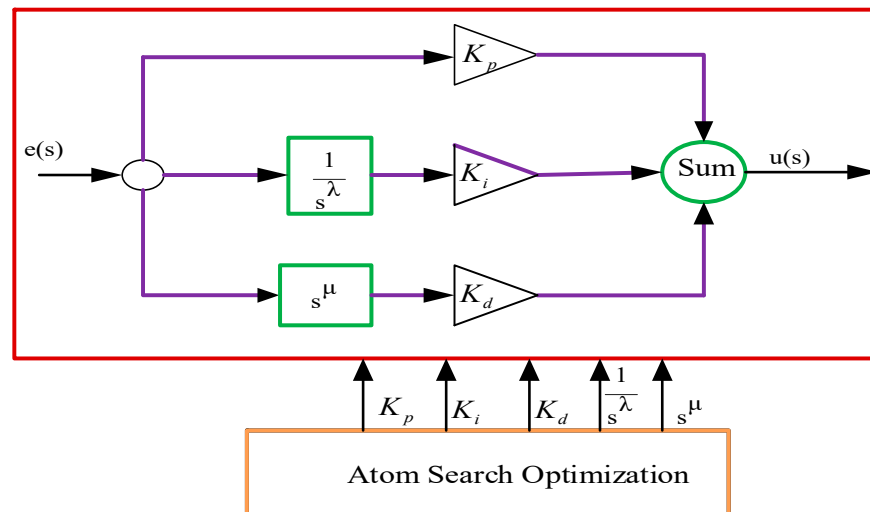 K_p
e(s)
1
s^λ
K_i
Sum
u(s)
s^μ
K_d
K_p
K_i
K_d
1
s^λ
s^μ
Atom Search Optimization